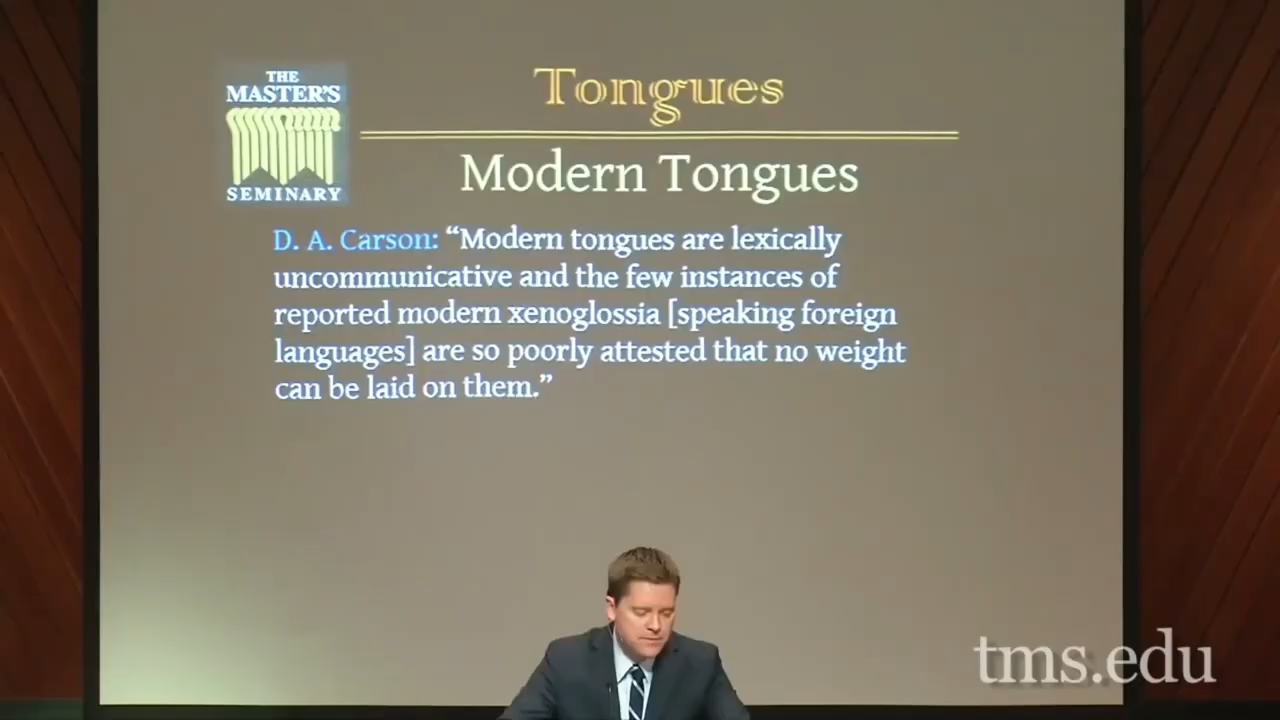 THE
MASTER'S
SEMINARY
Tongues
Modern Tongues
D. A. Carson: “Modern tongues are lexically
uncommunicative and the few instances of
reported modern xenoglossia [speaking foreign
languages] are so poorly attested that no weight
can be laid on them.”
tms.edu